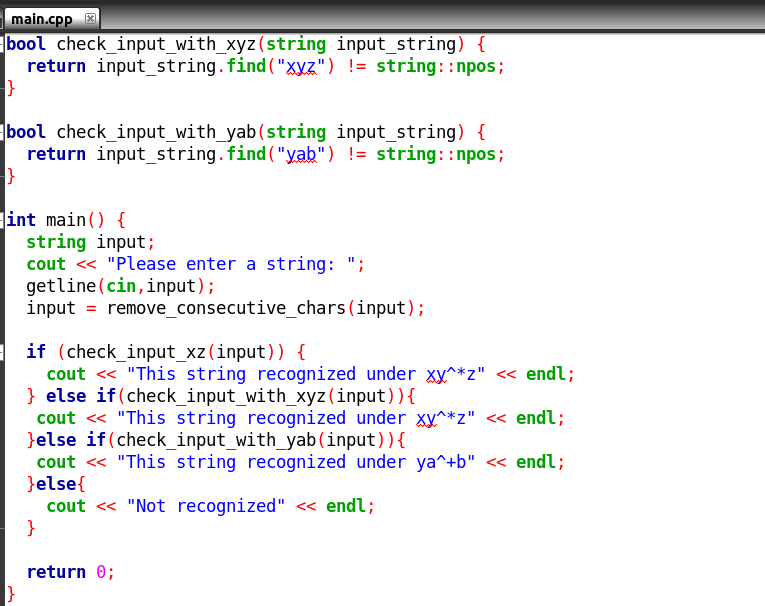 main.cpp
bool check_input_with_xyz(string input_string) {
  return input_string.find("xyz") != string::npos;
}
bool check_input_with_yab(string input_string) {
  return input_string.find("yab") != string::npos;
}
int main() {
  string input;
  cout << "Please enter a string: ";
  getline(cin,input);
  input = remove_consecutive_chars(input);
  if (check_input_xz(input)) {
    cout << "This string recognized under xy^*z" << endl;
  } else if(check_input_with_xyz(input)){
   cout << "This string recognized under xy^*z" << endl;
  }else if(check_input_with_yab(input)){
   cout << "This string recognized under ya^+b" << endl;
  }else{
    cout << "Not recognized" << endl;
  }
  return 0;
}